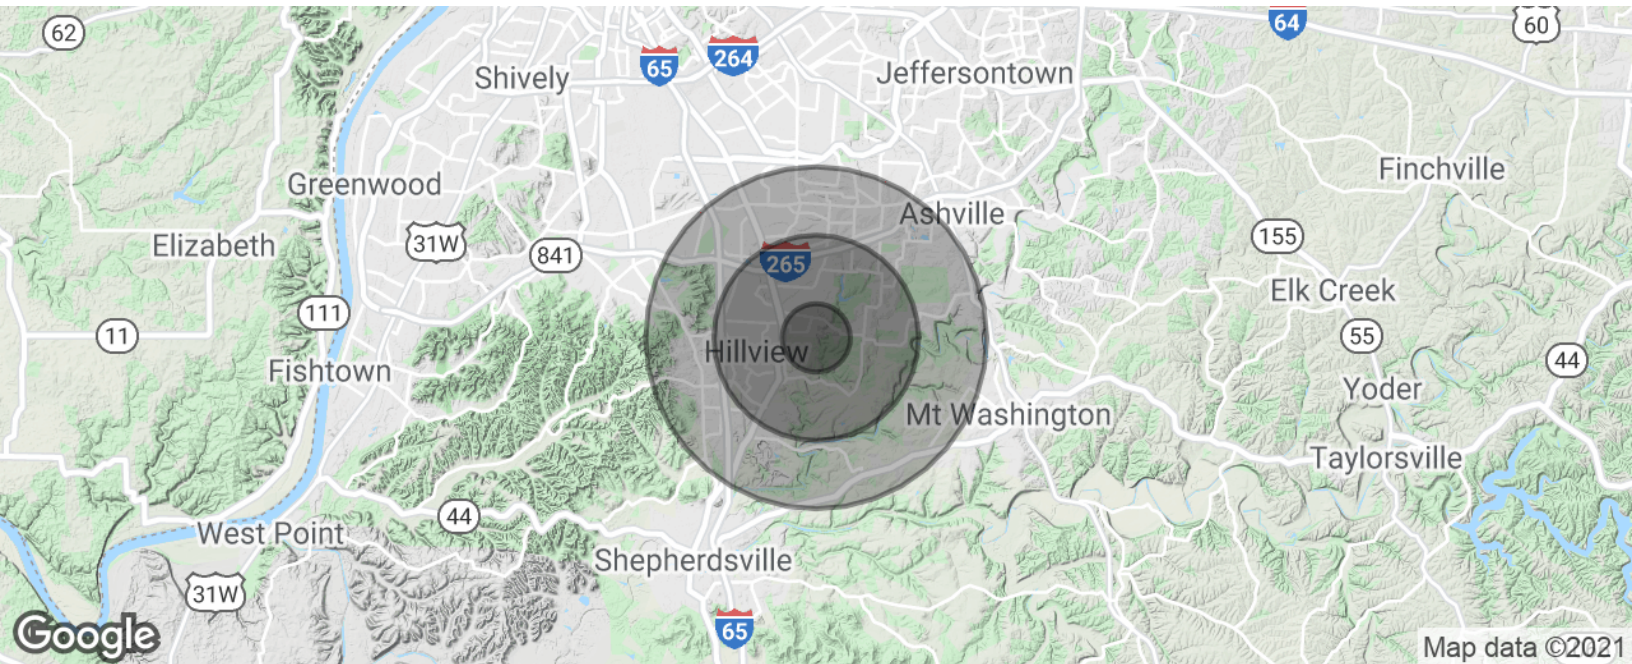 62
64
60
65
264
Shively
Jeffersontown
Finchville
Greenwood
Ashville
31W
155
Elizabeth
841
265
Elk Creek
111
11
55
Hillview
44
Fishtown
Yoder
Mt Washington
Taylorsville
44
West Point
Shepherdsville
31W
65
Google
Map data ©2021